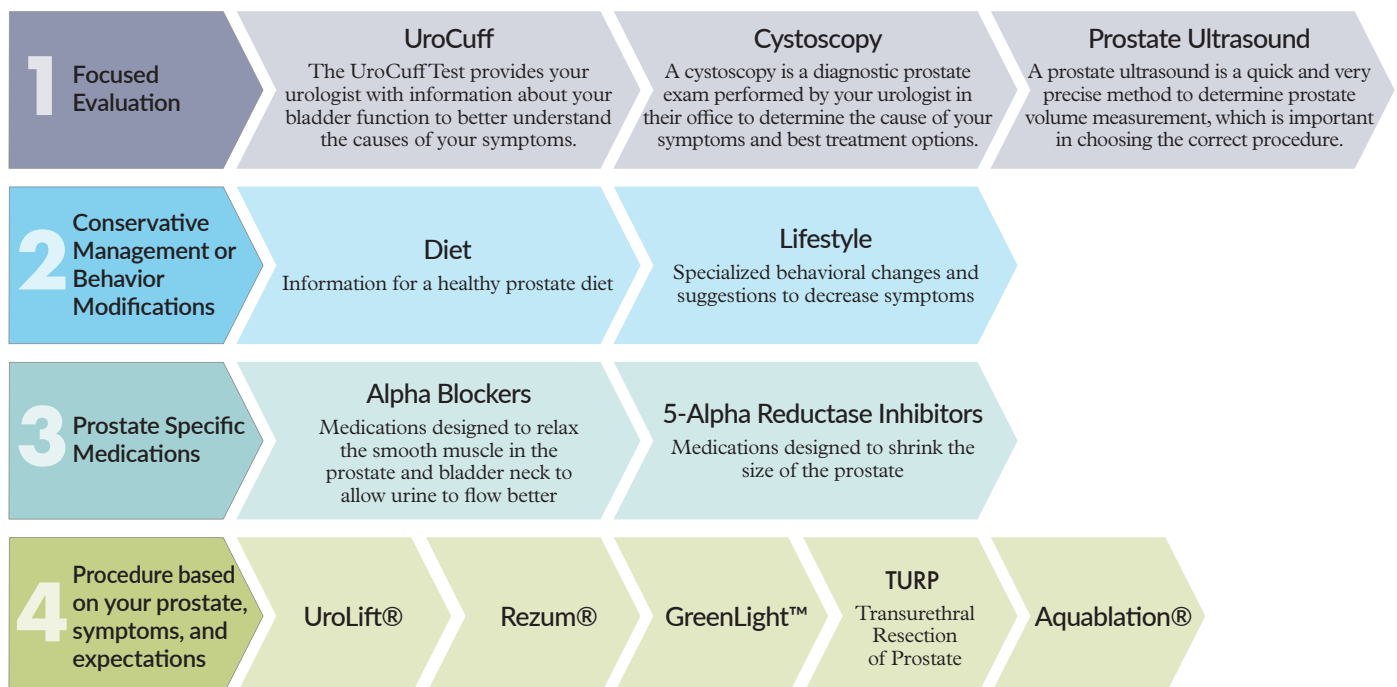 1
Focused
Evaluation
UroCuff
The UroCuff Test provides your
urologist with information about your
bladder function to better understand
the causes of your symptoms.
Cystoscopy
A cystoscopy is a diagnostic prostate
exam performed by your urologist in
their office to determine the cause of your
symptoms and best treatment options.
Prostate Ultrasound
A prostate ultrasound is a quick and very
precise method to determine prostate
volume measurement, which is important
in choosing the correct procedure.
2
Conservative
Management or
Behavior
Modifications
Diet
Information for a healthy prostate diet
Lifestyle
Specialized behavioral changes and
suggestions to decrease symptoms
3
Prostate Specific
Medications
Alpha Blockers
Medications designed to relax
the smooth muscle in the
prostate and bladder neck to
allow urine to flow better
5-Alpha Reductase Inhibitors
Medications designed to shrink the
size of the prostate
4
Procedure based
on your prostate,
symptoms, and
expectations
UroLift®
Rezum®
GreenLight™
TURP
Transurethral
Resection
of Prostate
Aquablation®